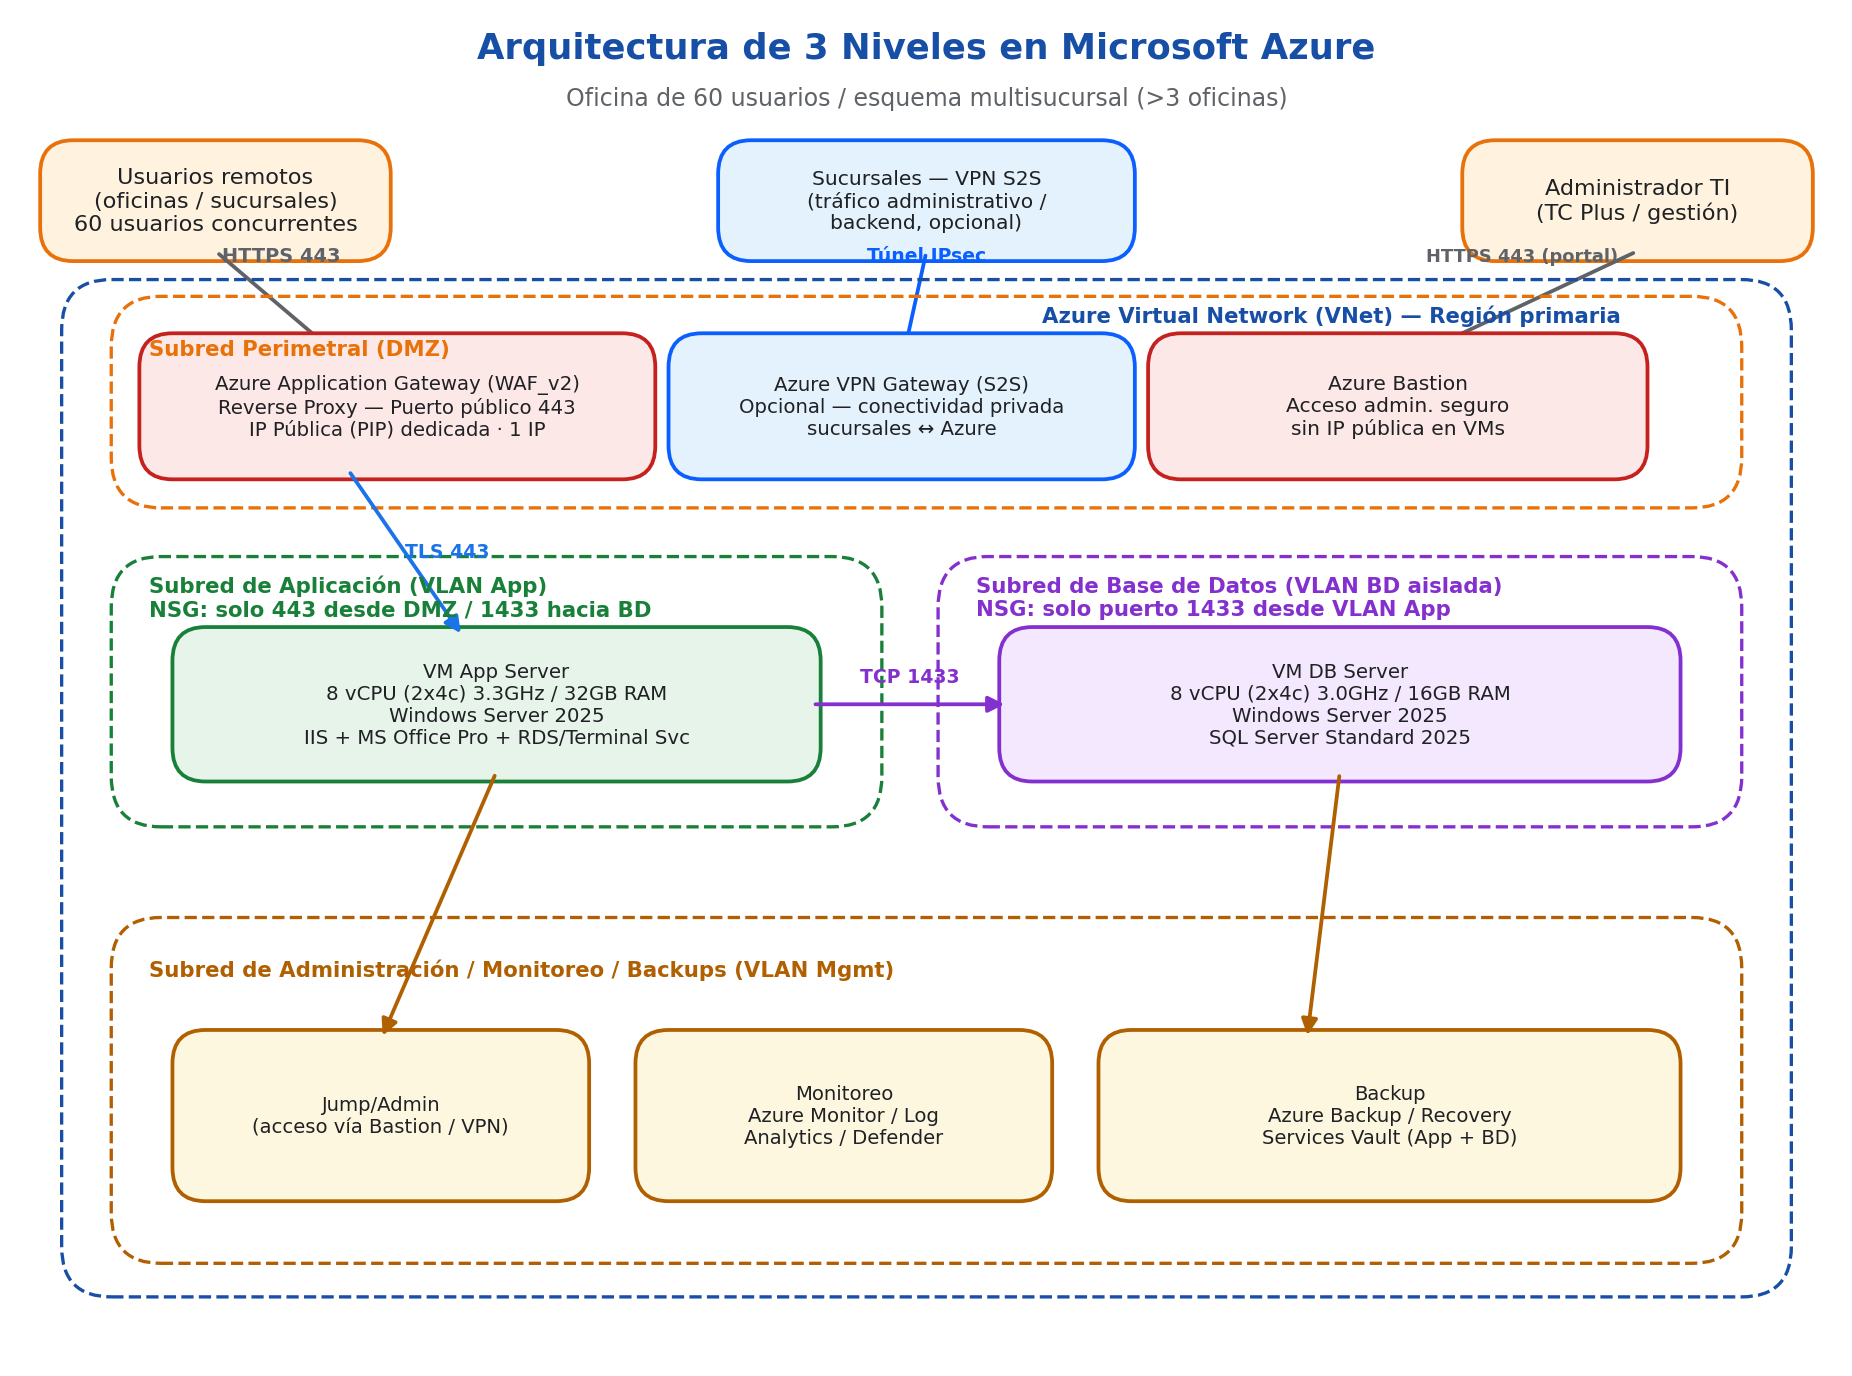 Arquitectura de 3 Niveles en Microsoft Azure
Oficina de 60 usuarios / esquema multisucursal (>3 oficinas)
Usuarios remotos
(oficinas / sucursales)
60 usuarios concurrentes
Sucursales — VPN S2S
(tráfico administrativo /
backend, opcional)
Administrador TI
(TC Plus / gestión)
HTTPS 443
Túnel IPsec
HTTPS 443 (portal)
Azure Virtual Network (VNet) — Región primaria
Subred Perimetral (DMZ)
Azure Application Gateway (WAF_v2)
Reverse Proxy — Puerto público 443
IP Pública (PIP) dedicada · 1 IP
Azure VPN Gateway (S2S)
Opcional — conectividad privada
sucursales ↔ Azure
Azure Bastion
Acceso admin. seguro
sin IP pública en VMs
TLS 443
Subred de Aplicación (VLAN App)
NSG: solo 443 desde DMZ / 1433 hacia BD
VM App Server
8 vCPU (2x4c) 3.3GHz / 32GB RAM
Windows Server 2025
IIS + MS Office Pro + RDS/Terminal Svc
TCP 1433
Subred de Base de Datos (VLAN BD aislada)
NSG: solo puerto 1433 desde VLAN App
VM DB Server
8 vCPU (2x4c) 3.0GHz / 16GB RAM
Windows Server 2025
SQL Server Standard 2025
Subred de Administración / Monitoreo / Backups (VLAN Mgmt)
Jump/Admin
(acceso vía Bastion / VPN)
Monitoreo
Azure Monitor / Log
Analytics / Defender
Backup
Azure Backup / Recovery
Services Vault (App + BD)